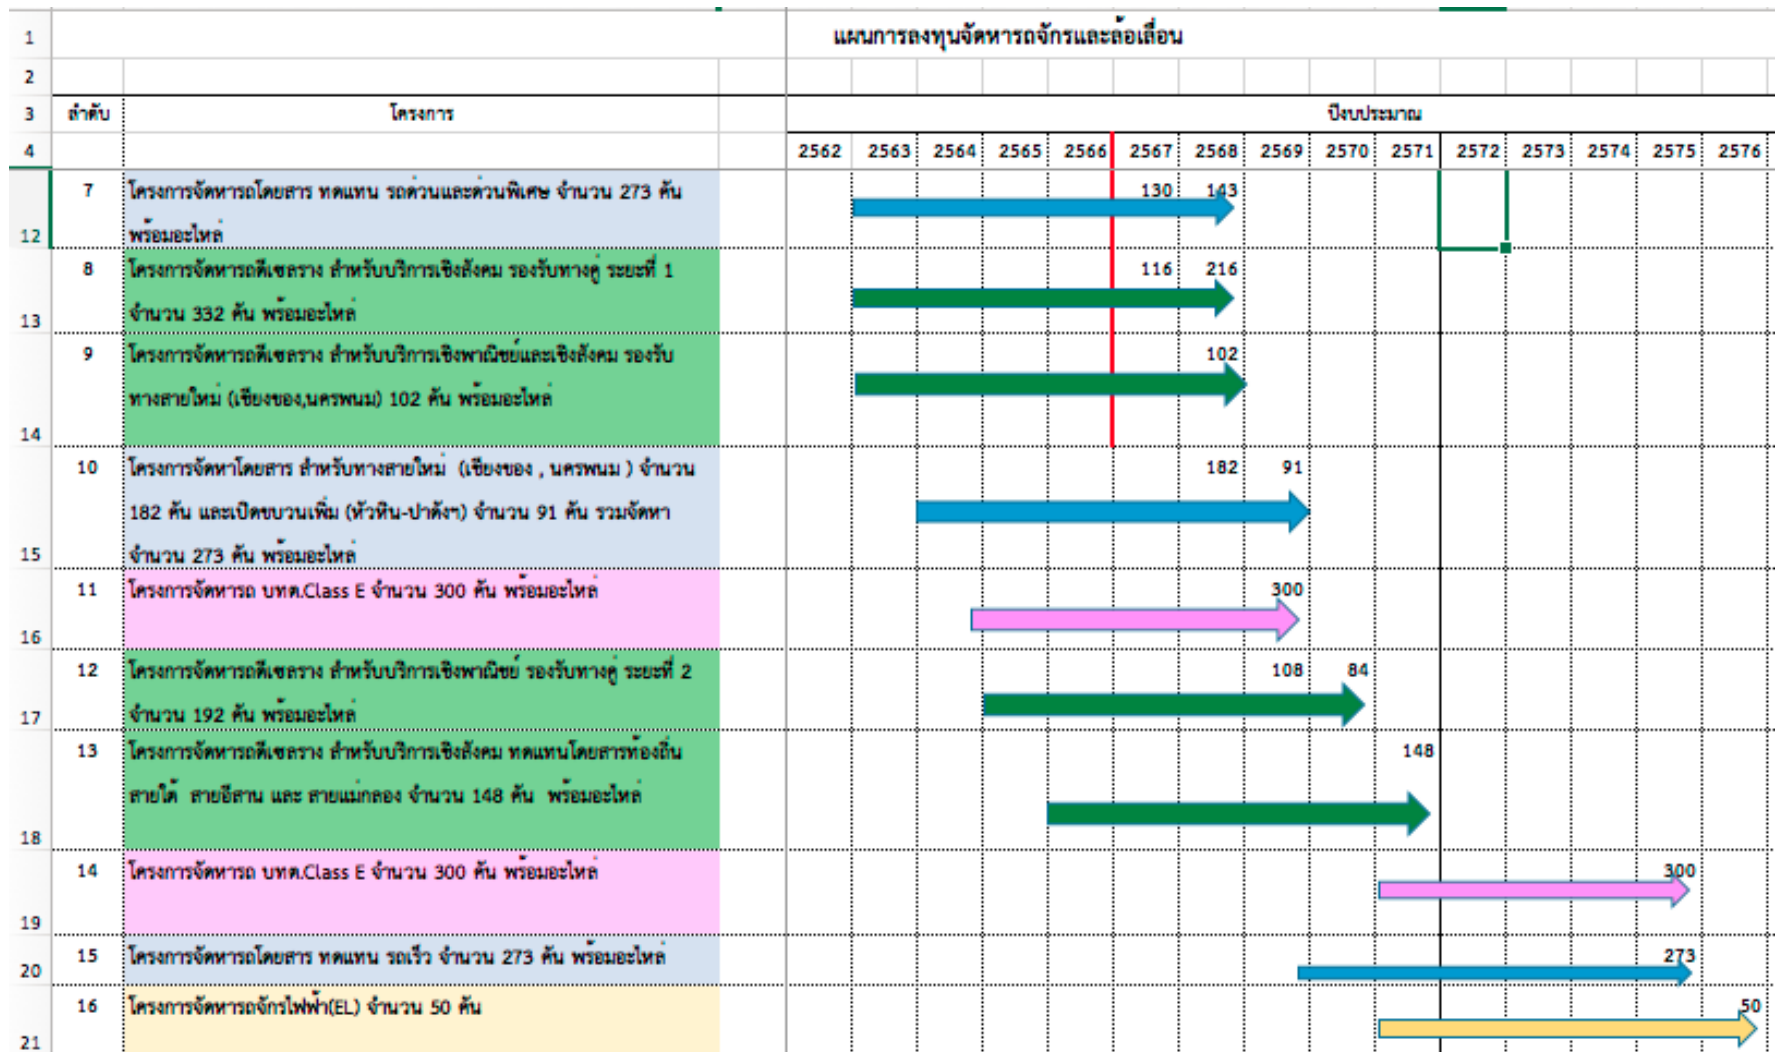 1 แผนการลงทุนจัดหารถจักรและล้อเลื่อน
2
3 ลำดับ โครงการ ปีงบประมาณ
4 2562 2563 2564 2565 2566 2567 2568 2569 2570 2571 2572 2573 2574 2575 2576
7 โครงการจัดหารถโดยสาร ทดแทน รถด่วนและด่วนพิเศษ จำนวน 273 คัน 130 143
12 พร้อมอะไหล่
8 โครงการจัดหารถดีเซลราง สำหรับบริการเชิงสังคม รองรับทางคู่ ระยะที่ 1 116 216
13 จำนวน 332 คัน พร้อมอะไหล่
9 โครงการจัดหารถดีเซลราง สำหรับบริการเชิงพาณิชย์และเชิงสังคม รองรับ 102
ทางสายใหม่ (เชียงของ,นครพนม) 102 คัน พร้อมอะไหล่
14
10 โครงการจัดหาโดยสาร สำหรับทางสายใหม่ (เชียงของ , นครพนม ) จำนวน 182 91
182 คัน และเปิดขบวนเพิ่ม (หัวหิน-ปาดังฯ) จำนวน 91 คัน รวมจัดหา
15 จำนวน 273 คัน พร้อมอะไหล่
11 โครงการจัดหารถ บทต.Class E จำนวน 300 คัน พร้อมอะไหล่ 300
16
12 โครงการจัดหารถดีเซลราง สำหรับบริการเชิงพาณิชย์ รองรับทางคู่ ระยะที่ 2 108 84
17 จำนวน 192 คัน พร้อมอะไหล่
13 โครงการจัดหารถดีเซลราง สำหรับบริการเชิงสังคม ทดแทนโดยสารท้องถิ่น 148
สายใต้ สายอีสาน และ สายแม่กลอง จำนวน 148 คัน พร้อมอะไหล่
18
14 โครงการจัดหารถ บทต.Class E จำนวน 300 คัน พร้อมอะไหล่ 300
19
15 โครงการจัดหารถโดยสาร ทดแทน รถเร็ว จำนวน 273 คัน พร้อมอะไหล่ 273
20
16 โครงการจัดหารถจักรไฟฟ้า(EL) จำนวน 50 คัน 50
21